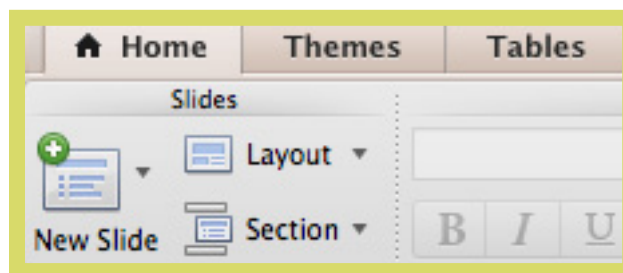 Home Themes Tables
Slides
Layout
New Slide Section
B I U